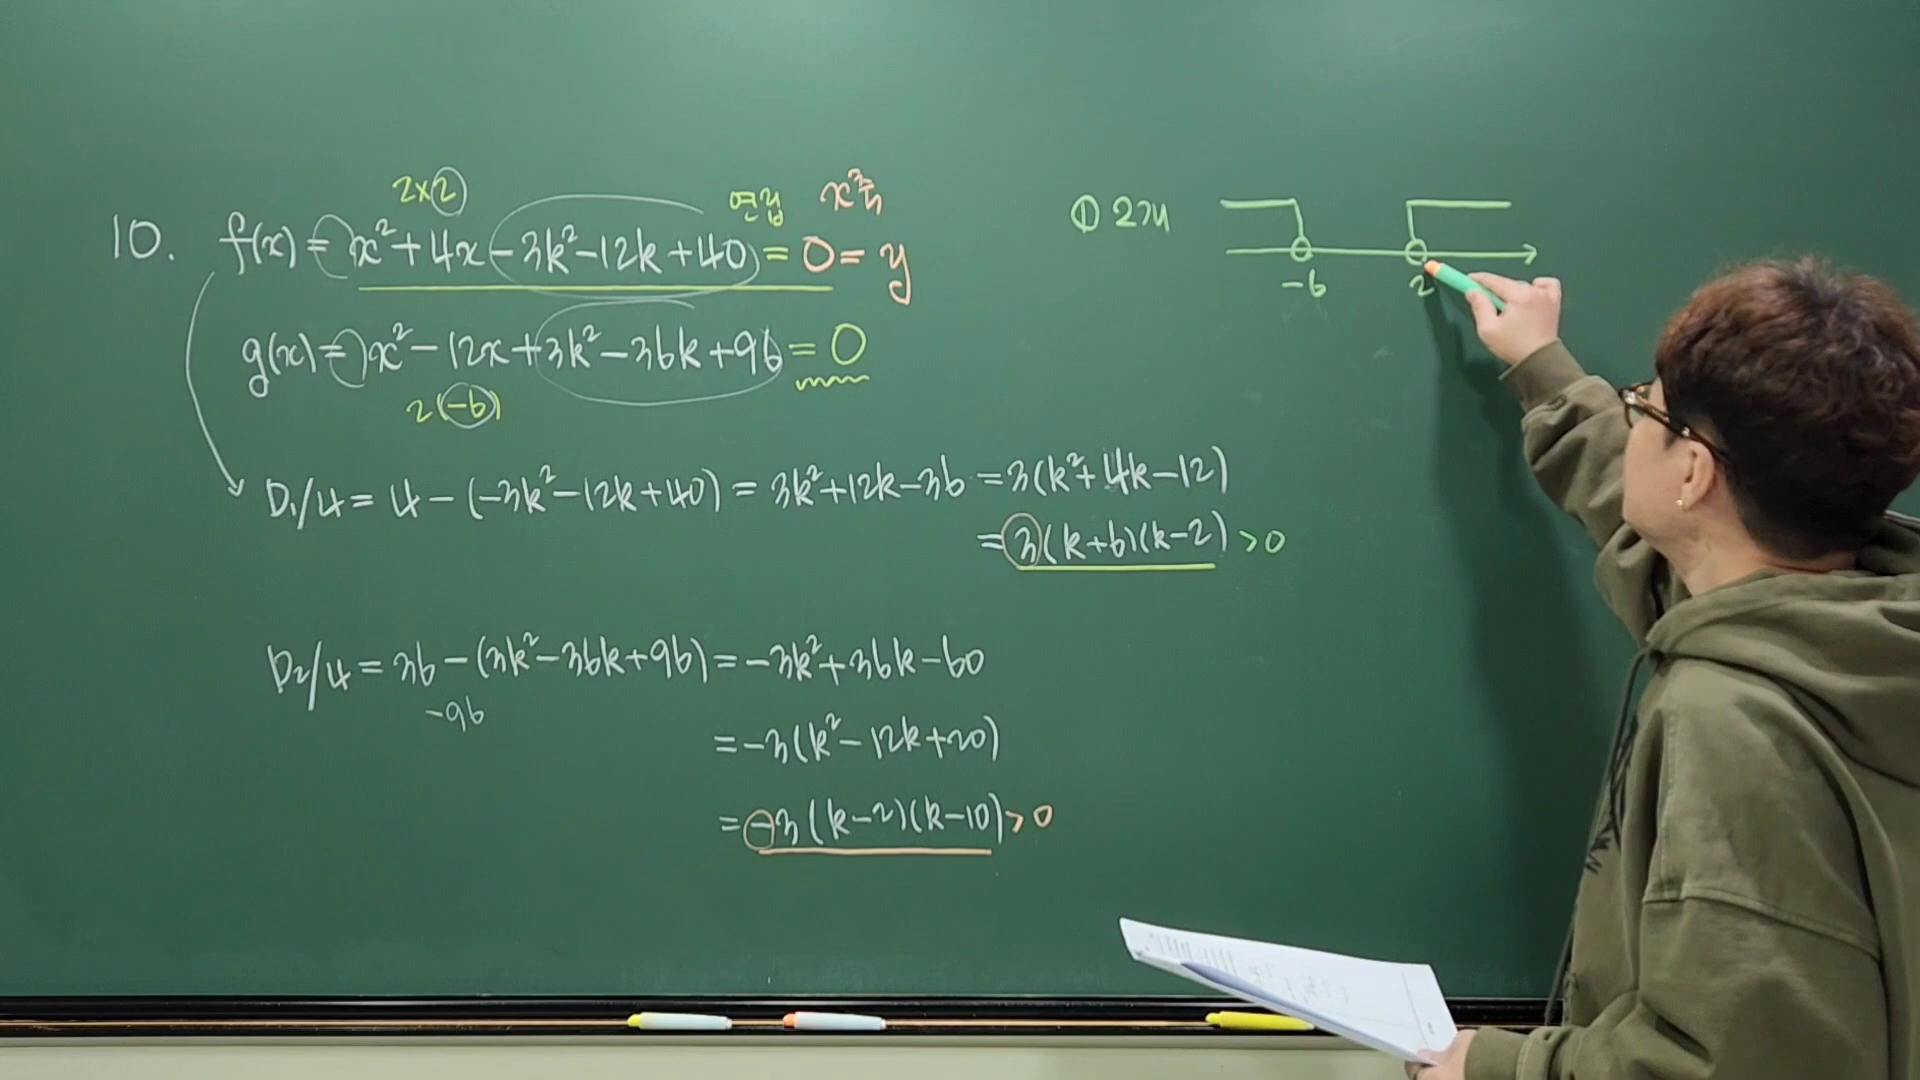 2×2 연립 x축
10. f(x) = x² + 4x - 3k² - 12k + 40 = 0 = y
g(x) = x² - 12x + 3k² - 36k + 96 = 0
2(-6)
D₁/4 = 4 - (-3k² - 12k + 40) = 3k² + 12k - 36 = 3(k² + 4k - 12)
= 3(k+6)(k-2) > 0
D₂/4 = 36 - (3k² - 36k + 96) = -3k² + 36k - 60
-96
= -3(k² - 12k + 20)
= -3(k-2)(k-10) > 0
① 2개
-6 2